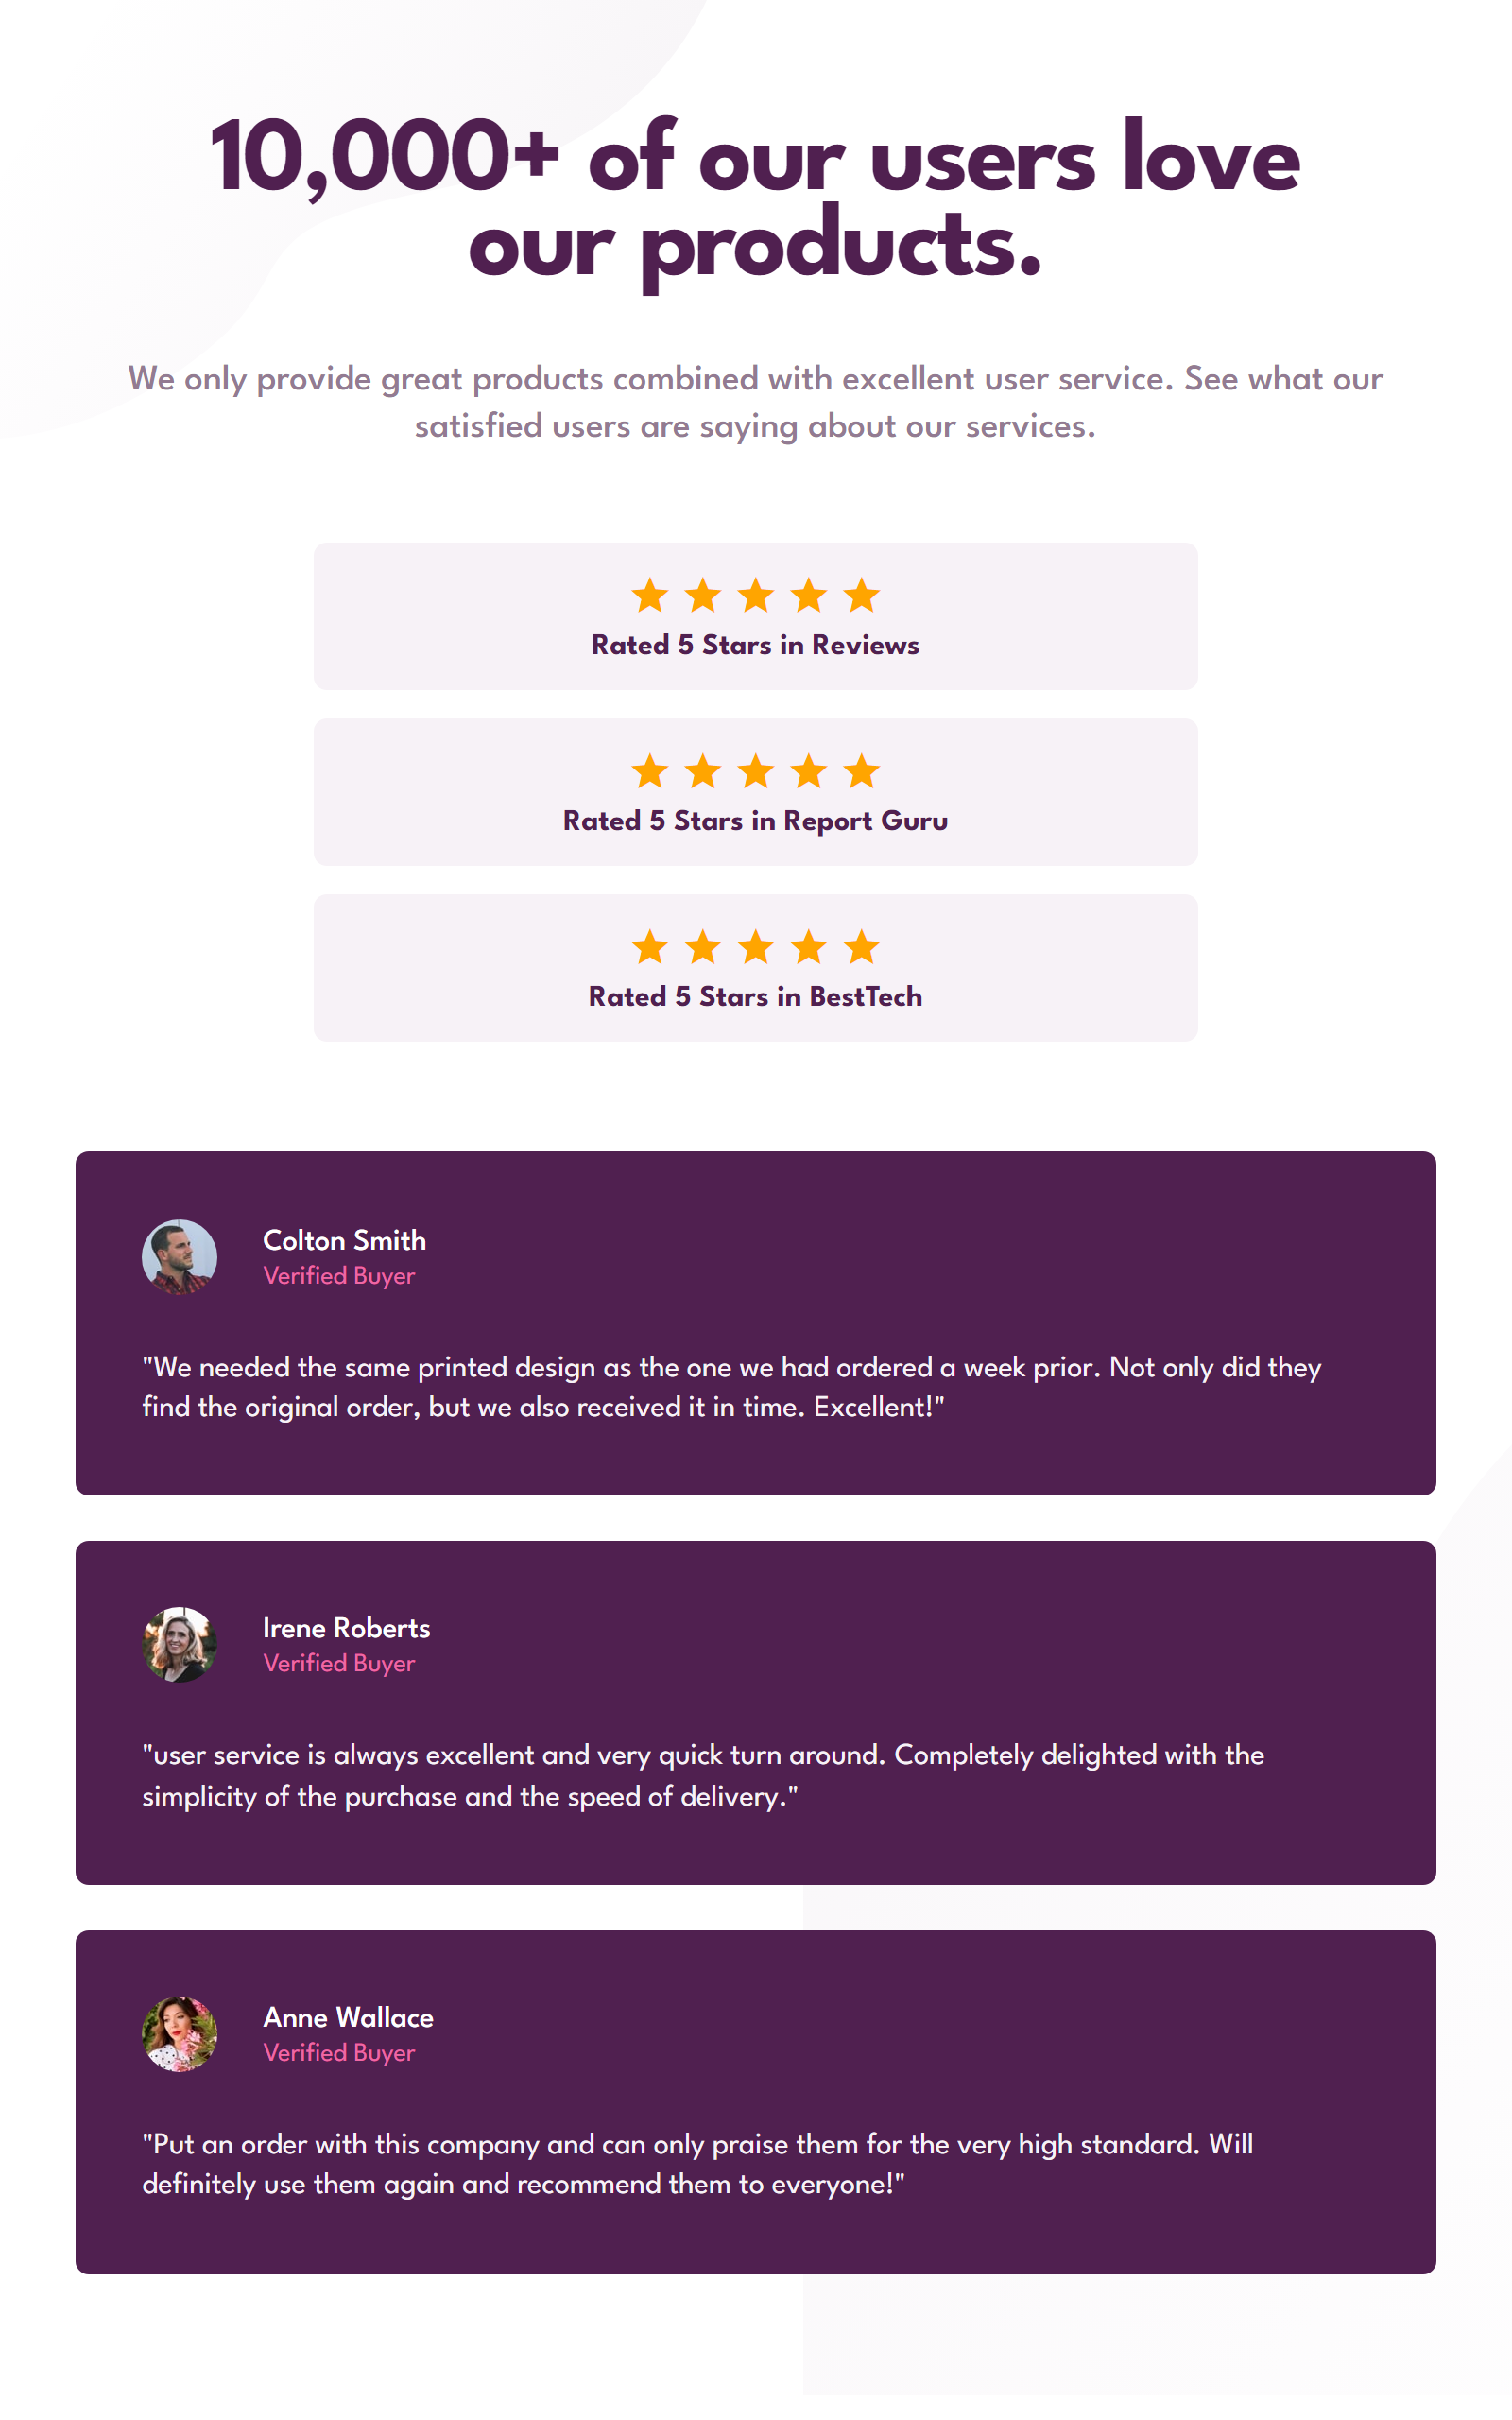 10,000+ of our users love
our products.
We only provide great products combined with excellent user service. See what our
satisfied users are saying about our services.
Rated 5 Stars in Reviews
Rated 5 Stars in Report Guru
Rated 5 Stars in BestTech
Colton Smith
Verified Buyer
"We needed the same printed design as the one we had ordered a week prior. Not only did they
find the original order, but we also received it in time. Excellent!"
Irene Roberts
Verified Buyer
"user service is always excellent and very quick turn around. Completely delighted with the
simplicity of the purchase and the speed of delivery."
Anne Wallace
Verified Buyer
"Put an order with this company and can only praise them for the very high standard. Will
definitely use them again and recommend them to everyone!"